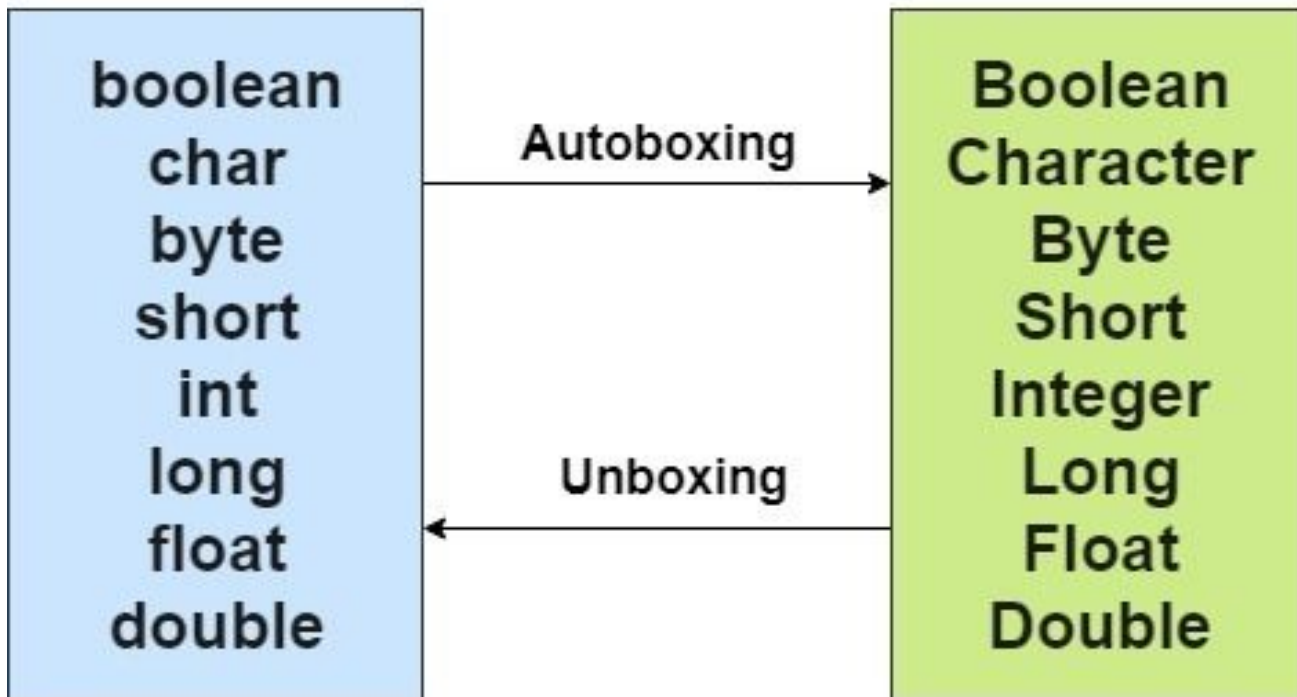 boolean
char
byte
short
int
long
float
double
Autoboxing
Unboxing
Boolean
Character
Byte
Short
Integer
Long
Float
Double